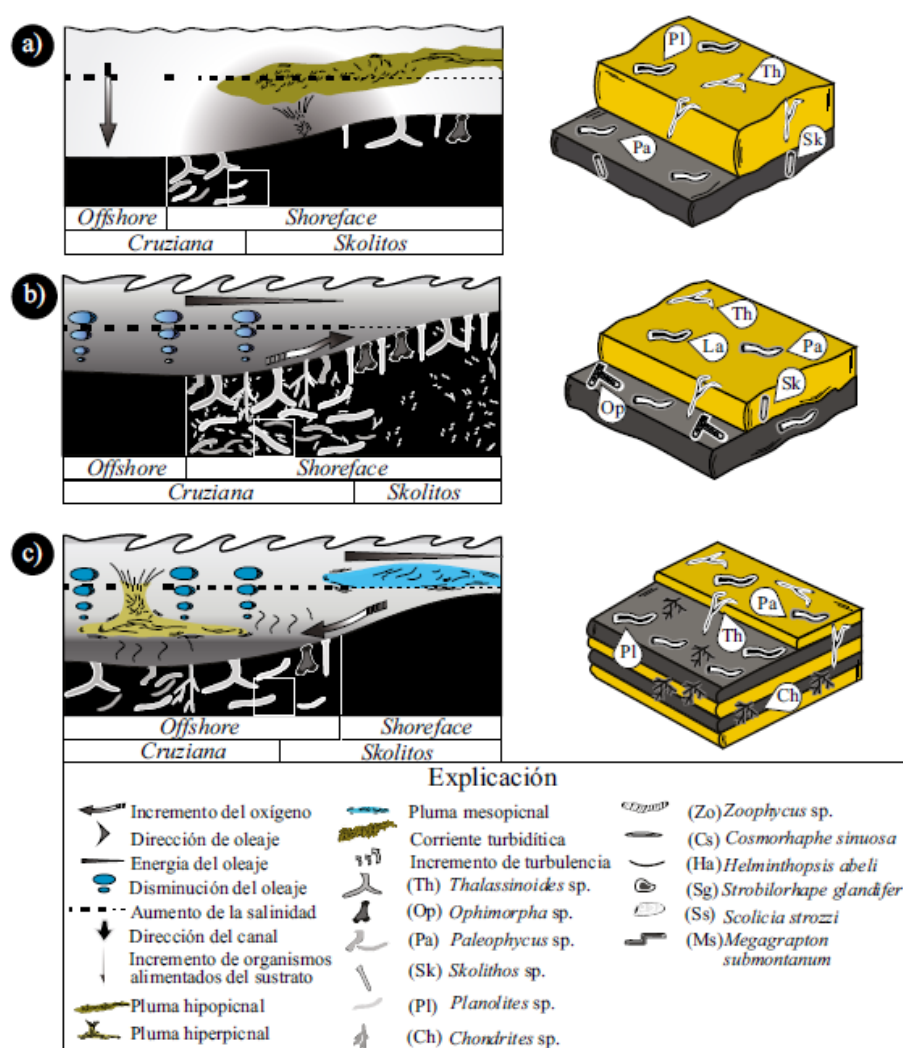 a)
Pl
Th
Pa
Sk
Offshore Shoreface
Cruziana Skolitos
b)
Th
La
Pa
Sk
Op
Offshore Shoreface
Cruziana Skolitos
c)
Pa
Th
Pl
Ch
Offshore Shoreface
Cruziana Skolitos
Explicación
Incremento del oxígeno
Dirección de oleaje
Energia del oleaje
Disminución del oleaje
Aumento de la salinidad
Dirección del canal
Incremento de organismos
alimentados del sustrato
Pluma hipopicnal
Pluma hiperpicnal
Pluma mesopicnal
Corriente turbidítica
Incremento de turbulencia
(Th) Thalassinoides sp.
(Op) Ophimorpha sp.
(Pa) Paleophycus sp.
(Sk) Skolithos sp.
(Pl) Planolites sp.
(Ch) Chondrites sp.
(Zo) Zoophycus sp.
(Cs) Cosmorhaphe sinuosa
(Ha) Helminthopsis abeli
(Sg) Strobilorhape glandifer
(Ss) Scolicia strozzi
(Ms) Megagrapton
submontanum